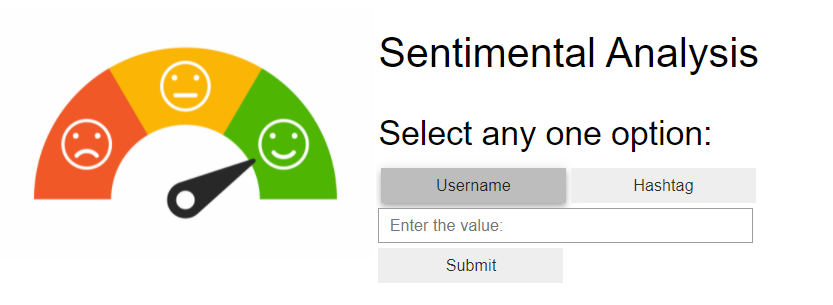 Sentimental Analysis
Select any one option:
Username Hashtag
Enter the value:
Submit